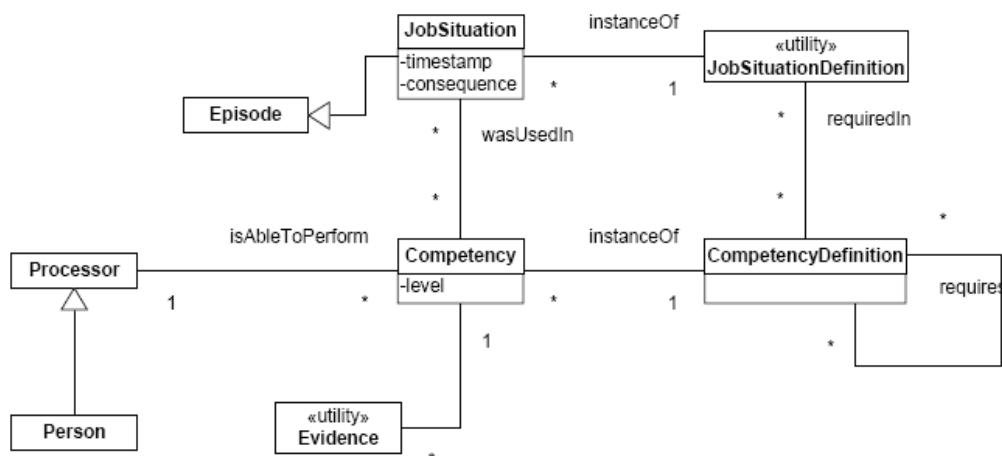 instanceOf
JobSituation
-timestamp
-consequence
«utility»
JobSituationDefinition
*
1
Episode
*
wasUsedIn
*
requiredIn
*
*
*
isAbleToPerform
instanceOf
Processor
Competency
-level
CompetencyDefinition
requires
1
*
*
1
1
*
Person
«utility»
Evidence
*